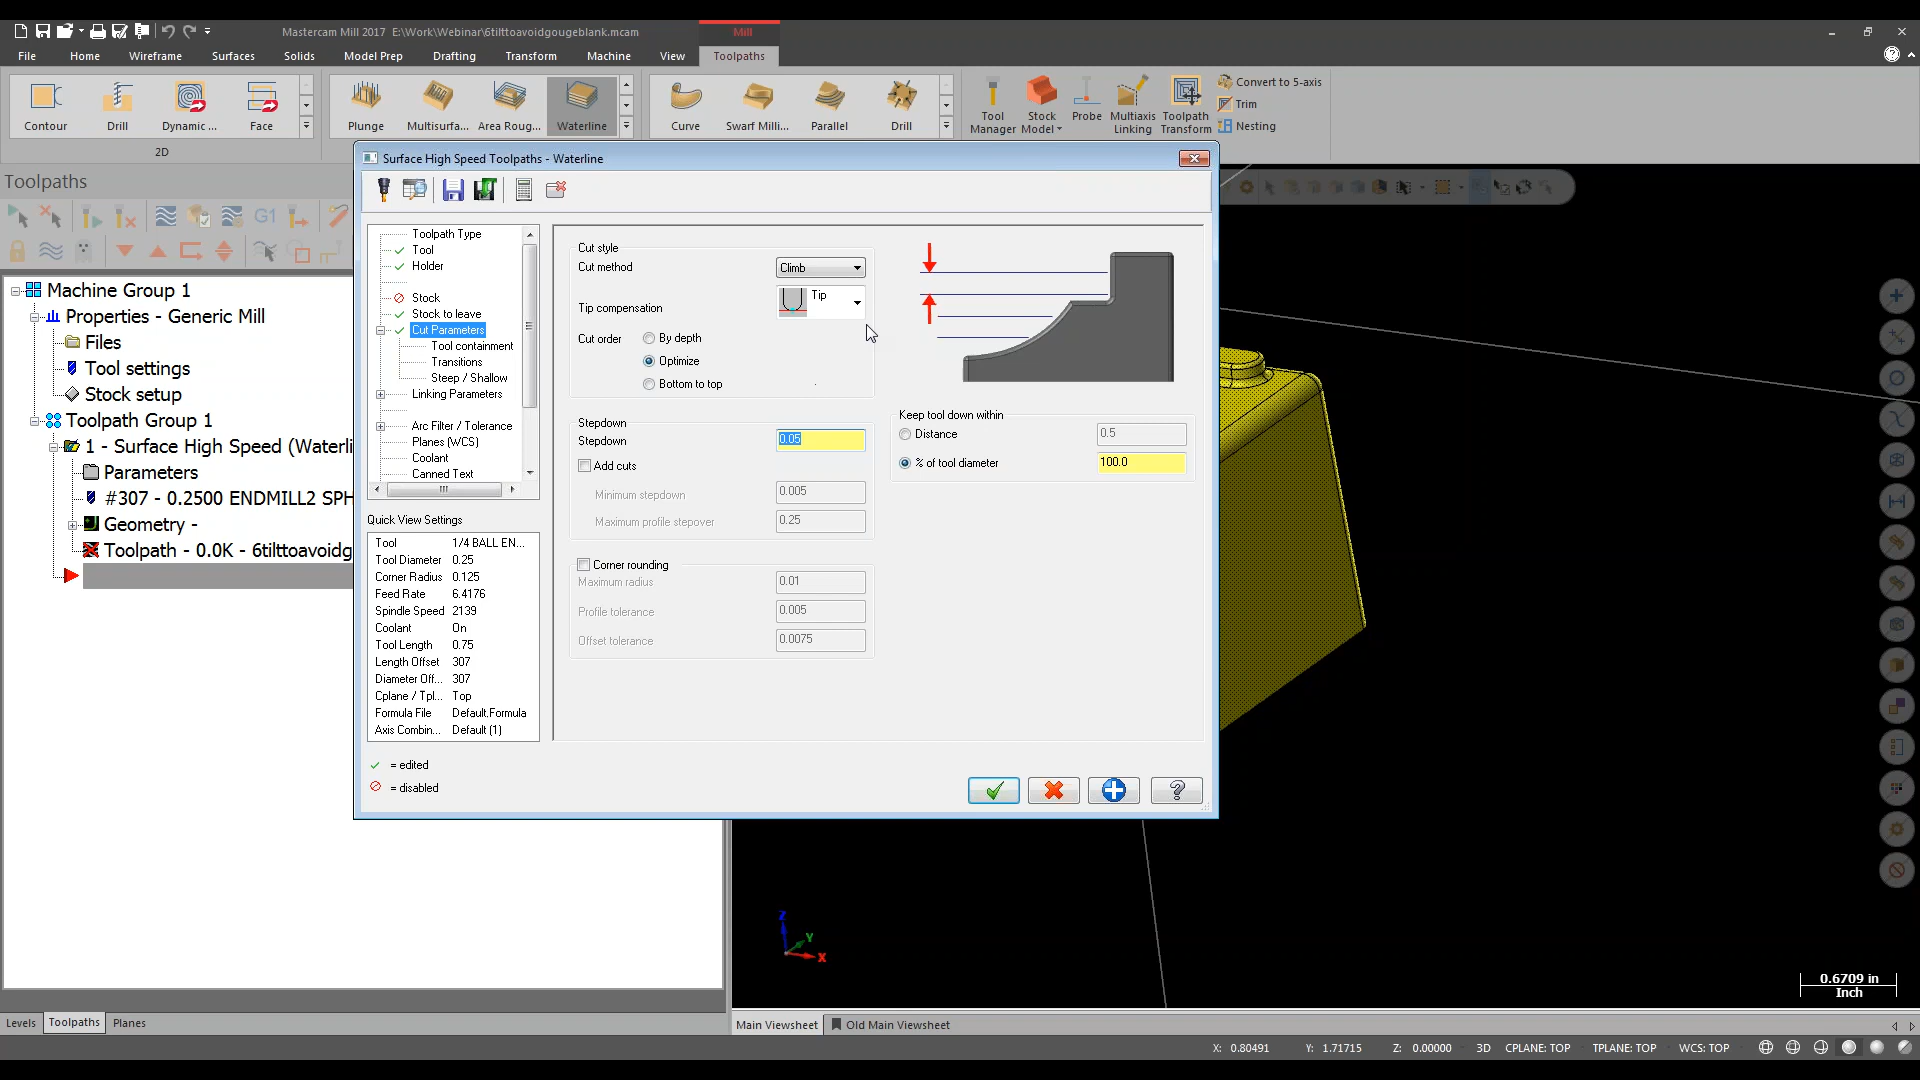 Mastercam Mill 2017 E:\Work\Webinar\6tilttoavoidgougeblank.mcam
Mill
File Home Wireframe Surfaces Solids Model Prep Drafting Transform Machine View Toolpaths
Contour Drill Dynamic ... Face
Plunge Multisurfa... Area Roug... Waterline
Curve Swarf Milli... Parallel Drill
Tool Manager
Stock Model
Probe
Multiaxis Linking
Toolpath Transform
Convert to 5-axis
Trim
Nesting
2D
Toolpaths
G1
Machine Group 1
Properties - Generic Mill
Files
Tool settings
Stock setup
Toolpath Group 1
1 - Surface High Speed (Waterli
Parameters
#307 - 0.2500 ENDMILL2 SPH
Geometry -
Toolpath - 0.0K - 6tilttoavoidg
Surface High Speed Toolpaths - Waterline
Toolpath Type
Tool
Holder
Stock
Stock to leave
Cut Parameters
Tool containment
Transitions
Steep / Shallow
Linking Parameters
Arc Filter / Tolerance
Planes (WCS)
Coolant
Canned Text
Quick View Settings
Tool 1/4 BALL EN...
Tool Diameter 0.25
Corner Radius 0.125
Feed Rate 6.4176
Spindle Speed 2139
Coolant On
Tool Length 0.75
Length Offset 307
Diameter Off... 307
Cplane / Tpl... Top
Formula File Default.Formula
Axis Combin... Default (1)
= edited
= disabled
Cut style
Cut method Climb
Tip compensation Tip
Cut order By depth
Optimize
Bottom to top
Stepdown
Stepdown 0.05
Add cuts
Minimum stepdown 0.005
Maximum profile stepover 0.25
Corner rounding
Maximum radius 0.01
Profile tolerance 0.005
Offset tolerance 0.0075
Keep tool down within
Distance 0.5
% of tool diameter 100.0
Z
Y
X
0.6709 in
Inch
Levels Toolpaths Planes
Main Viewsheet Old Main Viewsheet
X: 0.80491 Y: 1.71715 Z: 0.00000 3D CPLANE: TOP TPLANE: TOP WCS: TOP